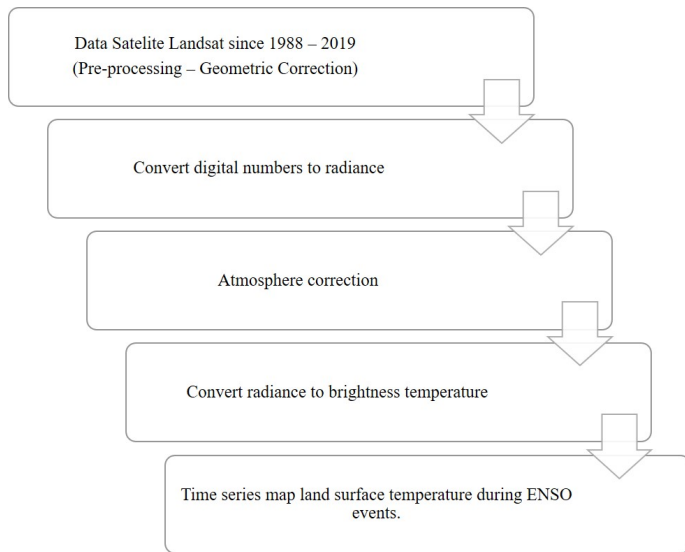 Data Satelite Landsat since 1988 – 2019
(Pre-processing – Geometric Correction)
Convert digital numbers to radiance
Atmosphere correction
Convert radiance to brightness temperature
Time series map land surface temperature during ENSO
events.